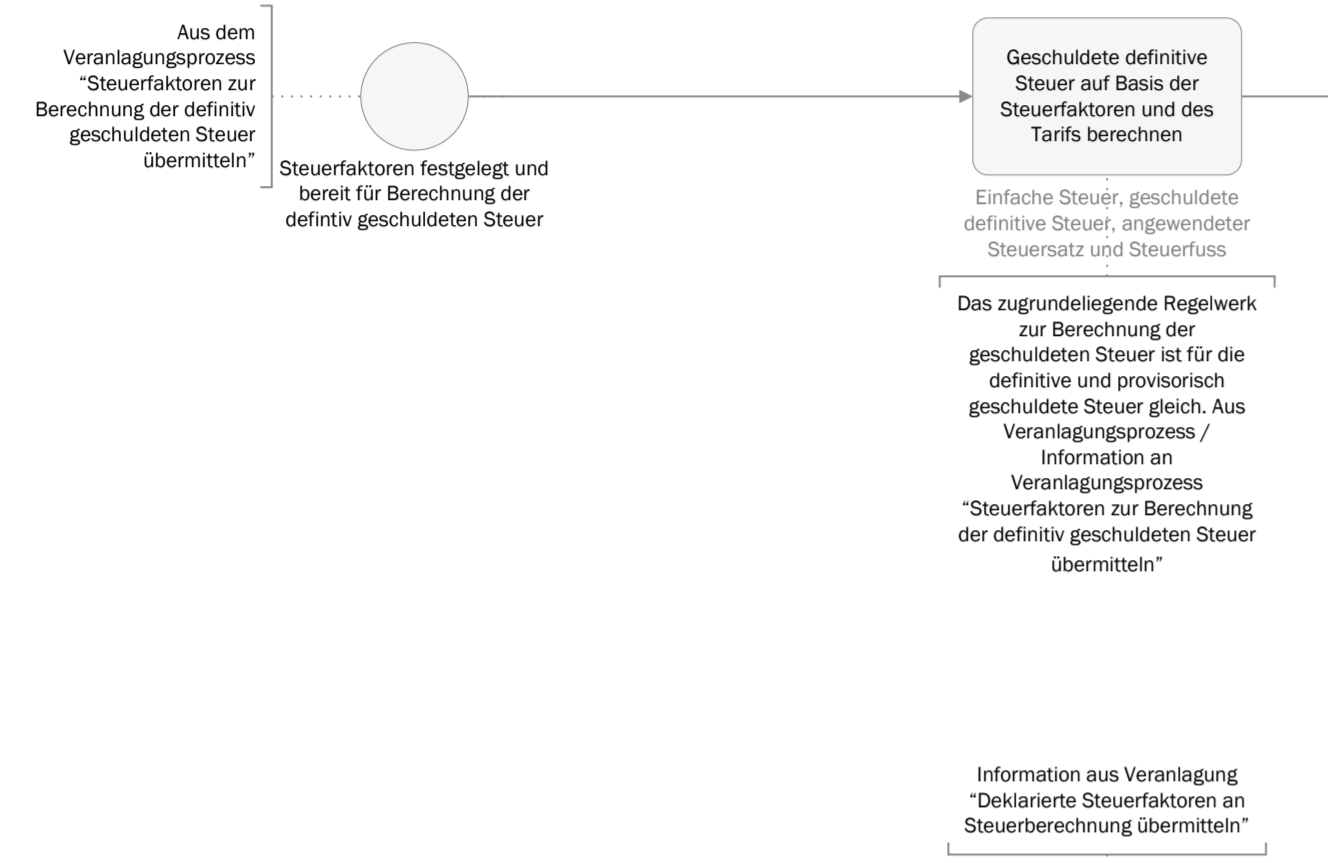 Aus dem
Veranlagungsprozess
“Steuerfaktoren zur
Berechnung der definitiv
geschuldeten Steuer
übermitteln”
Steuerfaktoren festgelegt und
bereit für Berechnung der
defintiv geschuldeten Steuer
Geschuldete definitive
Steuer auf Basis der
Steuerfaktoren und des
Tarifs berechnen
Einfache Steuer, geschuldete
definitive Steuer, angewendeter
Steuersatz und Steuerfuss
Das zugrundeliegende Regelwerk
zur Berechnung der
geschuldeten Steuer ist für die
definitive und provisorisch
geschuldete Steuer gleich. Aus
Veranlagungsprozess /
Information an
Veranlagungsprozess
“Steuerfaktoren zur Berechnung
der definitiv geschuldeten Steuer
übermitteln”
Information aus Veranlagung
“Deklarierte Steuerfaktoren an
Steuerberechnung übermitteln”